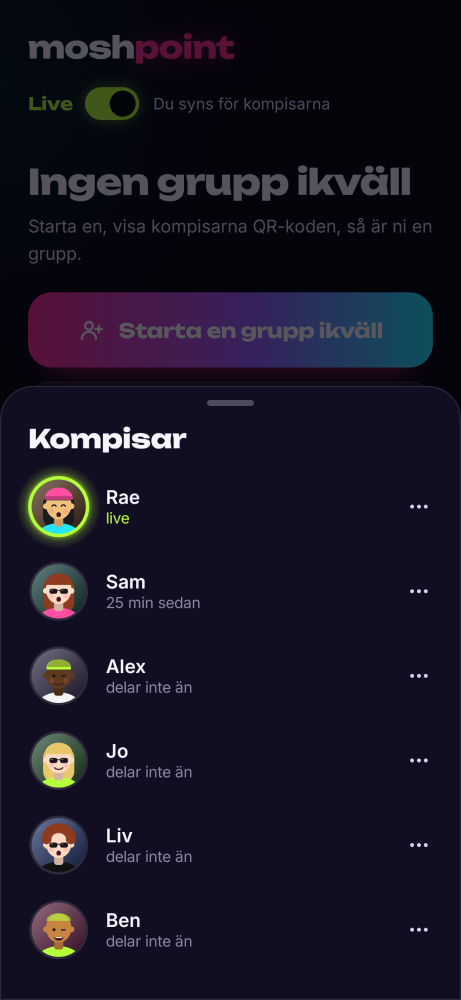 moshpoint
Live Du syns för kompisarna
Ingen grupp ikväll
Starta en, visa kompisarna QR-koden, så är ni en
grupp.
Starta en grupp ikväll
Kompisar
Rae
live
Sam
25 min sedan
Alex
delar inte än
Jo
delar inte än
Liv
delar inte än
Ben
delar inte än